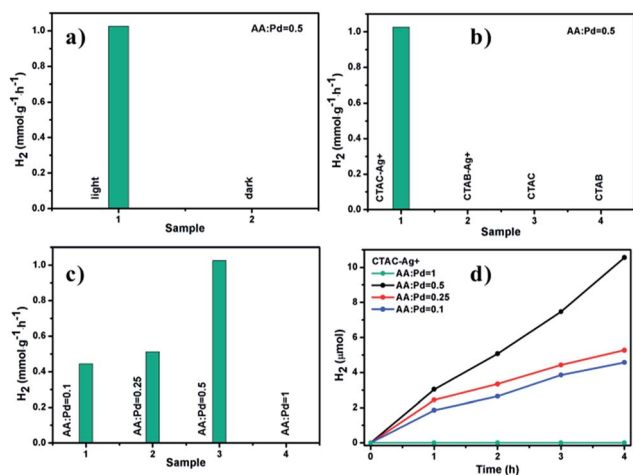 a)
AA:Pd=0.5
H2 (mmol·g-1·h-1)
1.0
0.8
0.6
0.4
0.2
0.0
light
dark
1
2
Sample
b)
AA:Pd=0.5
H2 (mmol·g-1·h-1)
1.0
0.8
0.6
0.4
0.2
0.0
CTAC-Ag+
CTAB-Ag+
CTAC
CTAB
1
2
3
4
Sample
c)
H2 (mmol·g-1·h-1)
1.0
0.8
0.6
0.4
0.2
0.0
AA:Pd=0.1
AA:Pd=0.25
AA:Pd=0.5
AA:Pd=1
1
2
3
4
Sample
d)
CTAC-Ag+
AA:Pd=1
AA:Pd=0.5
AA:Pd=0.25
AA:Pd=0.1
H2 (μmol)
10
8
6
4
2
0
0
1
2
3
4
Time (h)